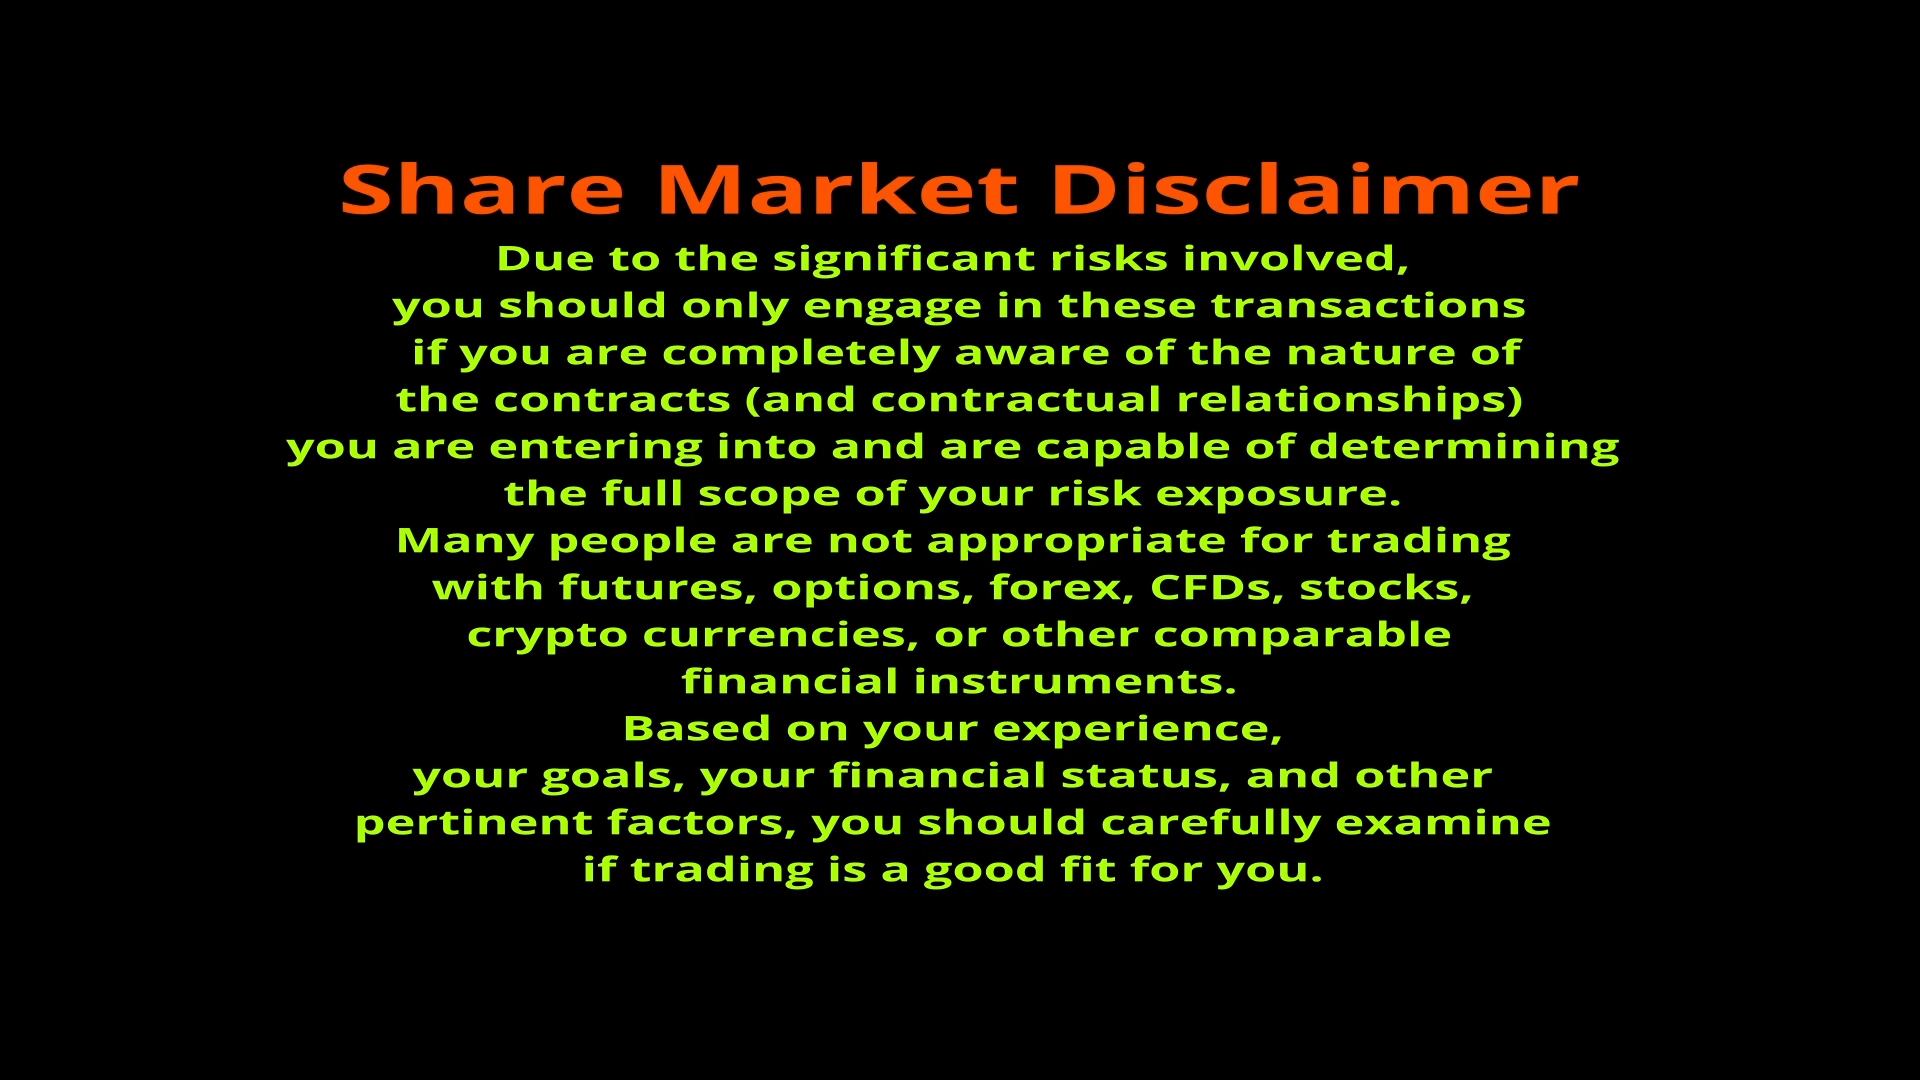 Share Market Disclaimer
Due to the significant risks involved,
you should only engage in these transactions
if you are completely aware of the nature of
the contracts (and contractual relationships)
you are entering into and are capable of determining
the full scope of your risk exposure.
Many people are not appropriate for trading
with futures, options, forex, CFDs, stocks,
crypto currencies, or other comparable
financial instruments.
Based on your experience,
your goals, your financial status, and other
pertinent factors, you should carefully examine
if trading is a good fit for you.